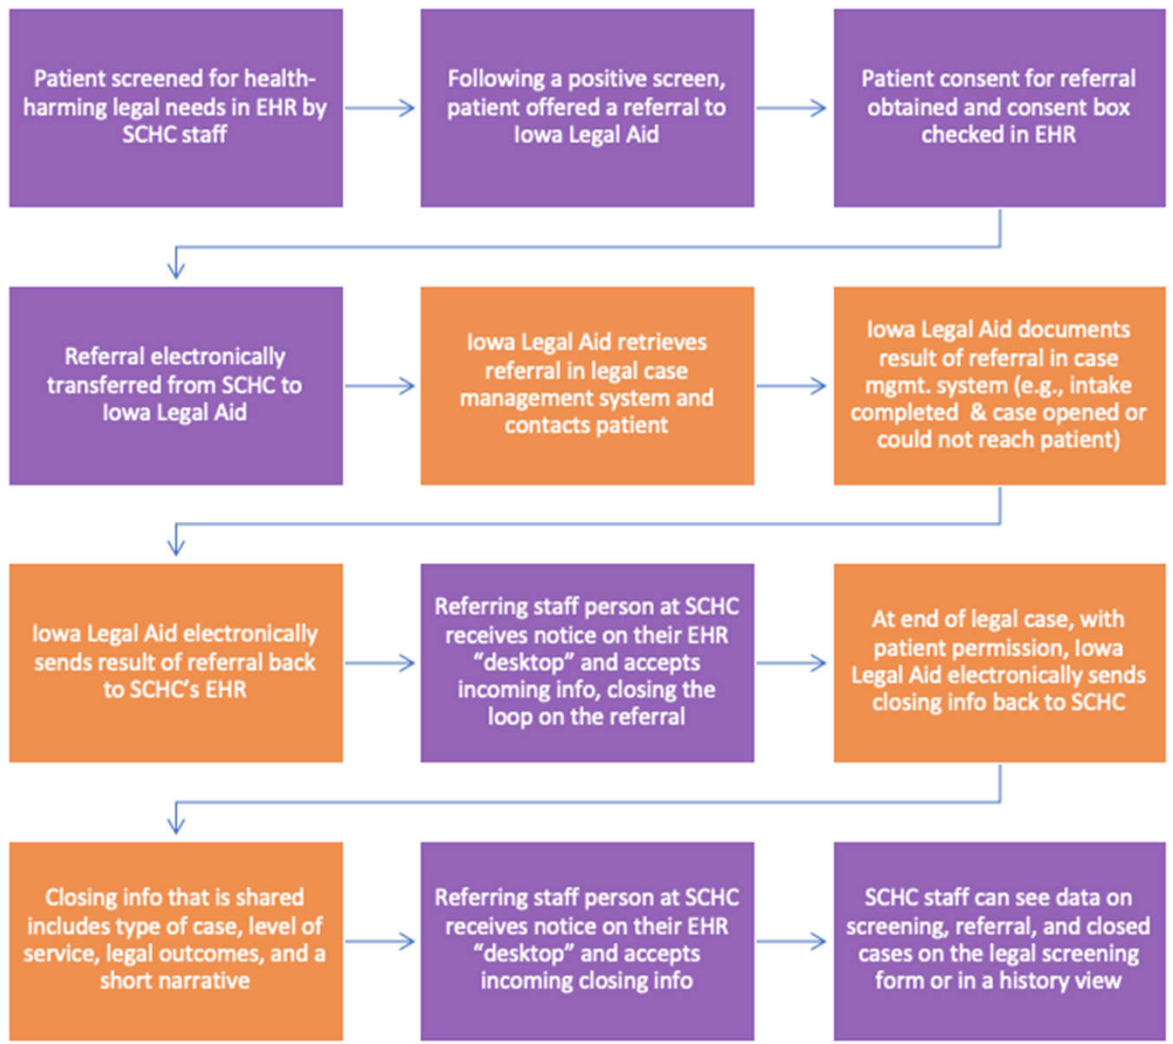 Patient screened for health-
harming legal needs in EHR by
SCHC staff
Following a positive screen,
patient offered a referral to
Iowa Legal Aid
Patient consent for referral
obtained and consent box
checked in EHR
Referral electronically
transferred from SCHC to
Iowa Legal Aid
Iowa Legal Aid retrieves
referral in legal case
management system and
contacts patient
Iowa Legal Aid documents
result of referral in case
mgmt. system (e.g., intake
completed & case opened or
could not reach patient)
Iowa Legal Aid electronically
sends result of referral back
to SCHC’s EHR
Referring staff person at SCHC
receives notice on their EHR
“desktop” and accepts
incoming info, closing the
loop on the referral
At end of legal case, with
patient permission, Iowa
Legal Aid electronically sends
closing info back to SCHC
Closing info that is shared
includes type of case, level of
service, legal outcomes, and a
short narrative
Referring staff person at SCHC
receives notice on their EHR
“desktop” and accepts
incoming closing info
SCHC staff can see data on
screening, referral, and closed
cases on the legal screening
form or in a history view